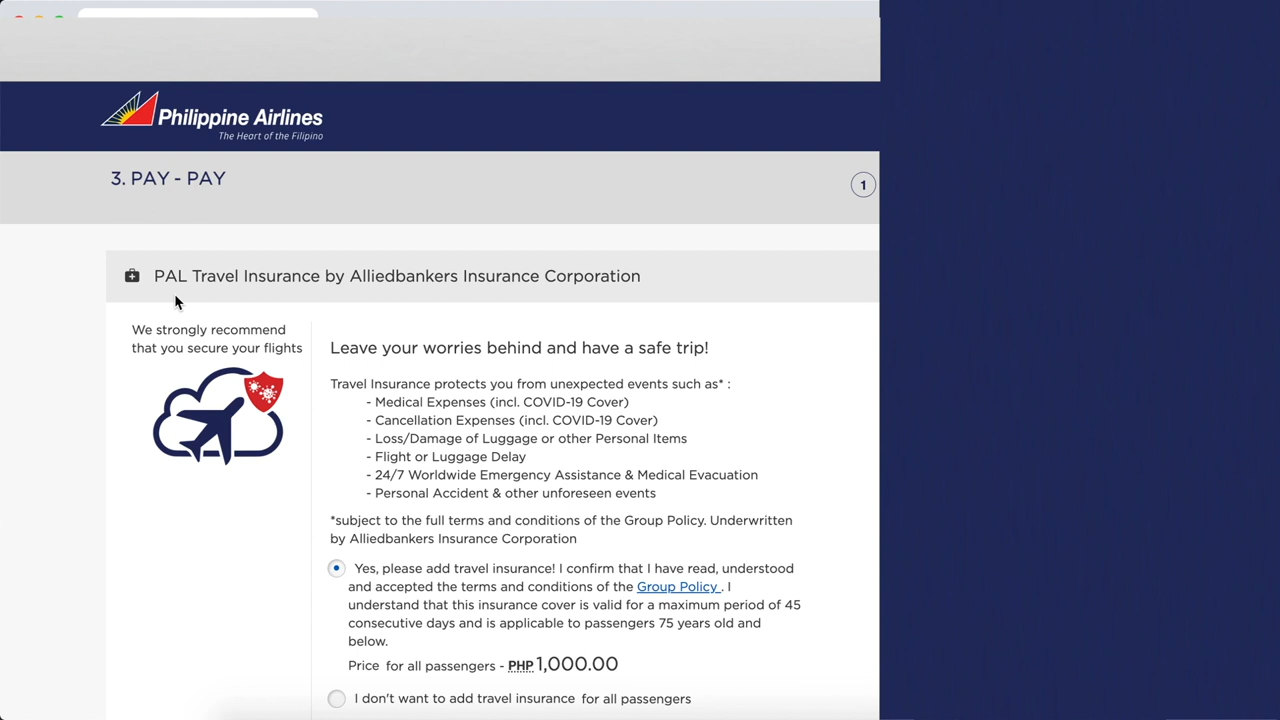 Philippine Airlines
The Heart of the Filipino
3. PAY - PAY
1
PAL Travel Insurance by Alliedbankers Insurance Corporation
We strongly recommend
that you secure your flights
Leave your worries behind and have a safe trip!
Travel Insurance protects you from unexpected events such as* :
- Medical Expenses (incl. COVID-19 Cover)
- Cancellation Expenses (incl. COVID-19 Cover)
- Loss/Damage of Luggage or other Personal Items
- Flight or Luggage Delay
- 24/7 Worldwide Emergency Assistance & Medical Evacuation
- Personal Accident & other unforeseen events
*subject to the full terms and conditions of the Group Policy. Underwritten
by Alliedbankers Insurance Corporation
Yes, please add travel insurance! I confirm that I have read, understood
and accepted the terms and conditions of the Group Policy . I
understand that this insurance cover is valid for a maximum period of 45
consecutive days and is applicable to passengers 75 years old and
below.
Price for all passengers - PHP 1,000.00
I don't want to add travel insurance for all passengers